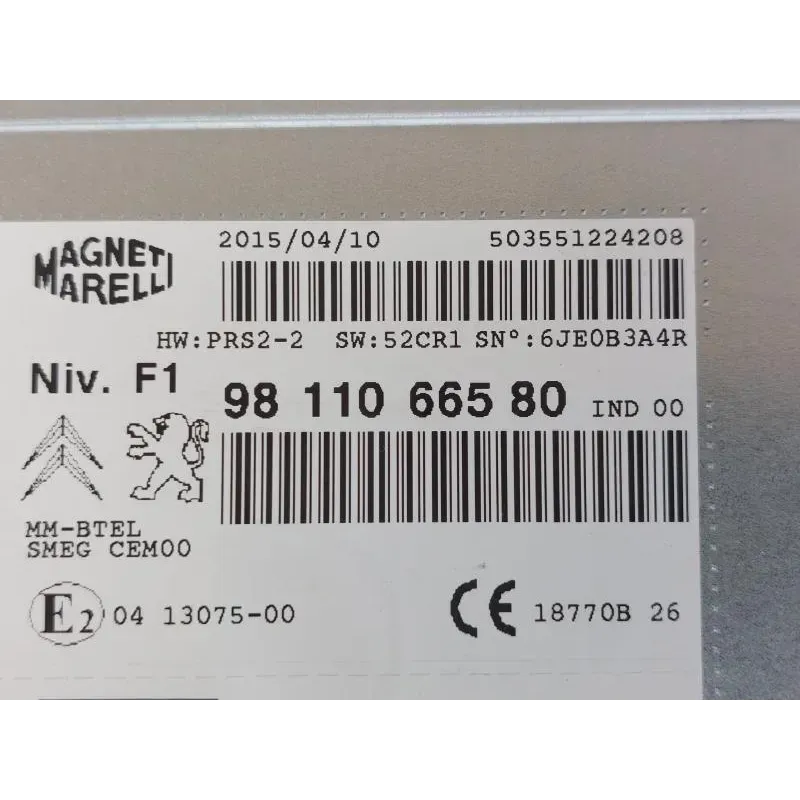 MAGNETI
MARELLI
2015/04/10 503551224208
HW:PRS2-2 SW:52CR1 SN°:6JE0B3A4R
Niv. F1
98 110 665 80 IND 00
MM-BTEL
SMEG CEM00
E2 04 13075-00
CE 18770B 26